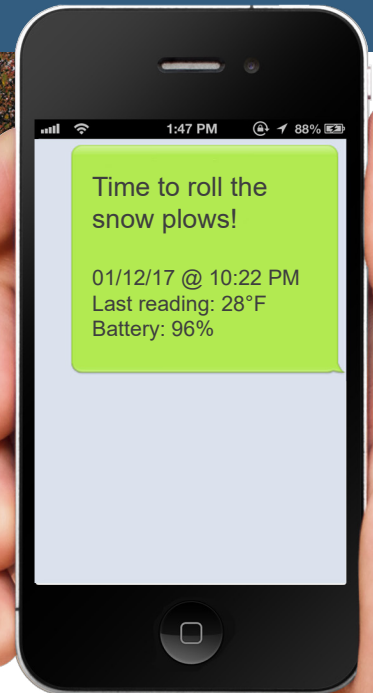 1:47 PM 88%
Time to roll the
snow plows!
01/12/17 @ 10:22 PM
Last reading: 28°F
Battery: 96%